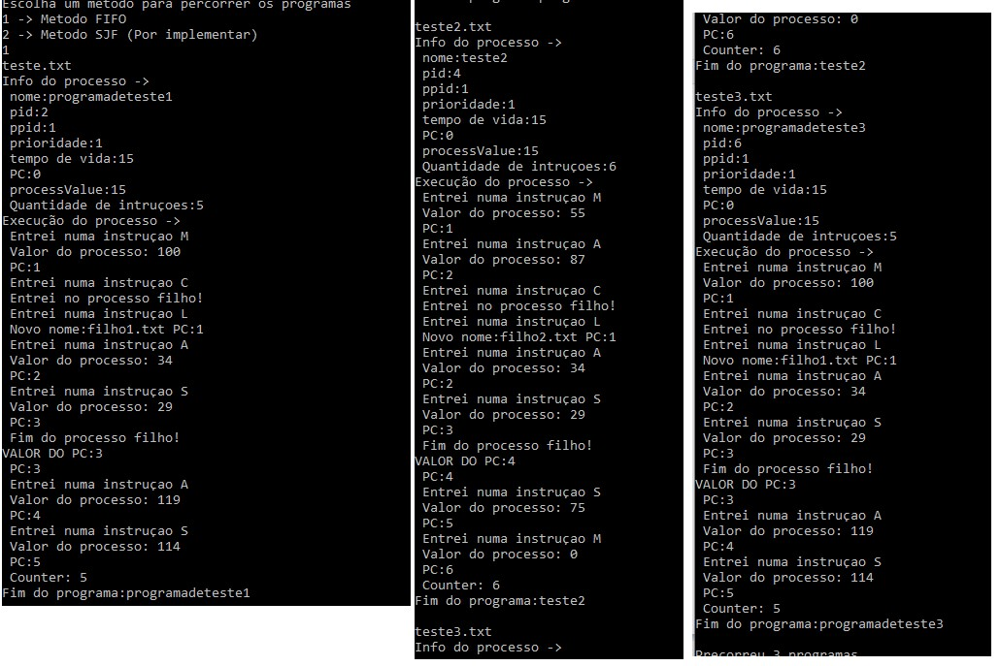 Escolha um metodo para percorrer os programas
1 -> Metodo FIFO
2 -> Metodo SJF (Por implementar)
1
teste.txt
Info do processo ->
nome:programadeteste1
pid:2
ppid:1
prioridade:1
tempo de vida:15
PC:0
processValue:15
Quantidade de intruçoes:5
Execução do processo ->
Entrei numa instruçao M
Valor do processo: 100
PC:1
Entrei numa instruçao C
Entrei no processo filho!
Entrei numa instruçao L
Novo nome:filho1.txt PC:1
Entrei numa instruçao A
Valor do processo: 34
PC:2
Entrei numa instruçao S
Valor do processo: 29
PC:3
Fim do processo filho!
VALOR DO PC:3
PC:3
Entrei numa instruçao A
Valor do processo: 119
PC:4
Entrei numa instruçao S
Valor do processo: 114
PC:5
Counter: 5
Fim do programa:programadeteste1
teste2.txt
Info do processo ->
nome:teste2
pid:4
ppid:1
prioridade:1
tempo de vida:15
PC:0
processValue:15
Quantidade de intruçoes:6
Execução do processo ->
Entrei numa instruçao M
Valor do processo: 55
PC:1
Entrei numa instruçao A
Valor do processo: 87
PC:2
Entrei numa instruçao C
Entrei no processo filho!
Entrei numa instruçao L
Novo nome:filho2.txt PC:1
Entrei numa instruçao A
Valor do processo: 34
PC:2
Entrei numa instruçao S
Valor do processo: 29
PC:3
Fim do processo filho!
VALOR DO PC:4
PC:4
Entrei numa instruçao S
Valor do processo: 75
PC:5
Entrei numa instruçao M
Valor do processo: 0
PC:6
Counter: 6
Fim do programa:teste2
teste3.txt
Info do processo ->
Valor do processo: 0
PC:6
Counter: 6
Fim do programa:teste2
teste3.txt
Info do processo ->
nome:programadeteste3
pid:6
ppid:1
prioridade:1
tempo de vida:15
PC:0
processValue:15
Quantidade de intruçoes:5
Execução do processo ->
Entrei numa instruçao M
Valor do processo: 100
PC:1
Entrei numa instruçao C
Entrei no processo filho!
Entrei numa instruçao L
Novo nome:filho1.txt PC:1
Entrei numa instruçao A
Valor do processo: 34
PC:2
Entrei numa instruçao S
Valor do processo: 29
PC:3
Fim do processo filho!
VALOR DO PC:3
PC:3
Entrei numa instruçao A
Valor do processo: 119
PC:4
Entrei numa instruçao S
Valor do processo: 114
PC:5
Counter: 5
Fim do programa:programadeteste3
Precorreu 3 programas